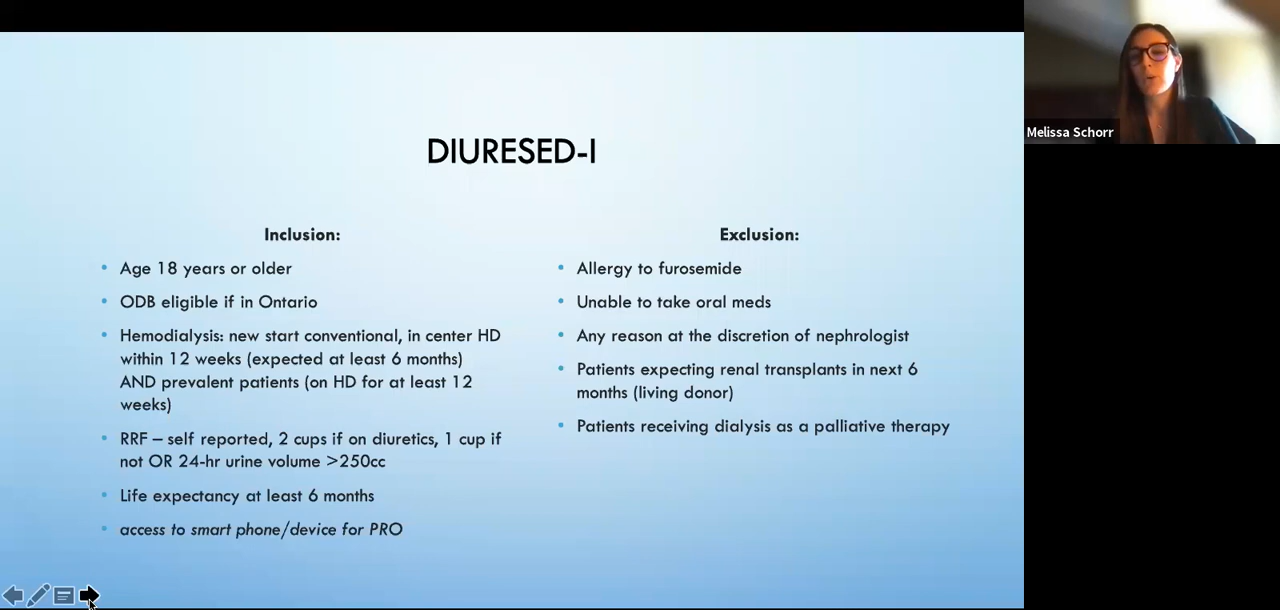 DIURESED-I
Inclusion:
• Age 18 years or older
• ODB eligible if in Ontario
• Hemodialysis: new start conventional, in center HD
within 12 weeks (expected at least 6 months)
AND prevalent patients (on HD for at least 12
weeks)
• RRF – self reported, 2 cups if on diuretics, 1 cup if
not OR 24-hr urine volume >250cc
• Life expectancy at least 6 months
• access to smart phone/device for PRO
Exclusion:
• Allergy to furosemide
• Unable to take oral meds
• Any reason at the discretion of nephrologist
• Patients expecting renal transplants in next 6
months (living donor)
• Patients receiving dialysis as a palliative therapy
Melissa Schorr